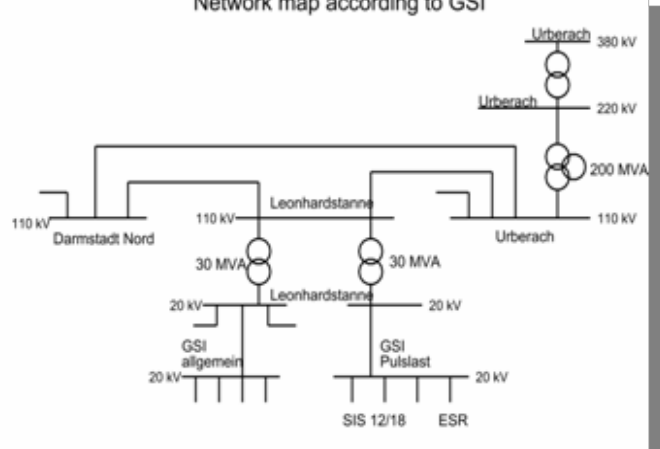 Network map according to GSI
Urberach
380 kV
Urberach
220 kV
200 MVA
110 kV
Darmstadt Nord
Leonhardstanne
110 kV
110 kV
Urberach
30 MVA
30 MVA
Leonhardstanne
20 kV
20 kV
GSI
allgemein
GSI
Pulslast
20 kV
20 kV
SIS 12/18
ESR